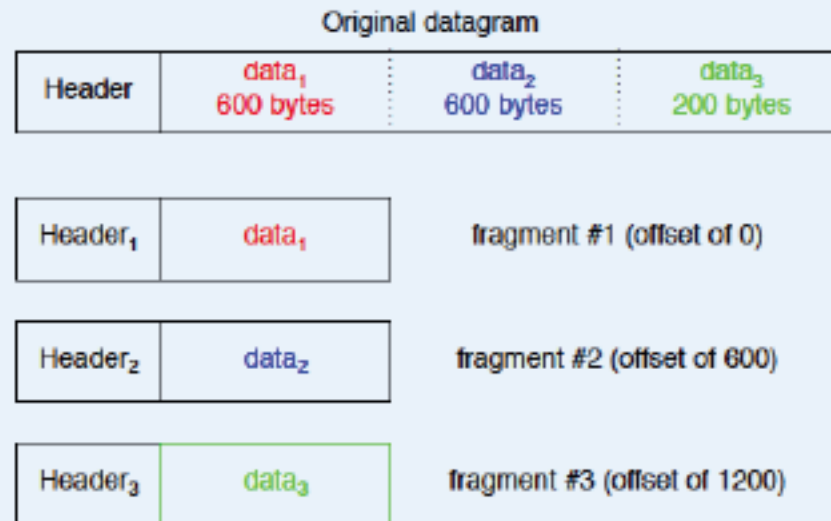 Original datagram
Header data₁ data₂ data₃
600 bytes 600 bytes 200 bytes
Header₁ data₁ fragment #1 (offset of 0)
Header₂ data₂ fragment #2 (offset of 600)
Header₃ data₃ fragment #3 (offset of 1200)